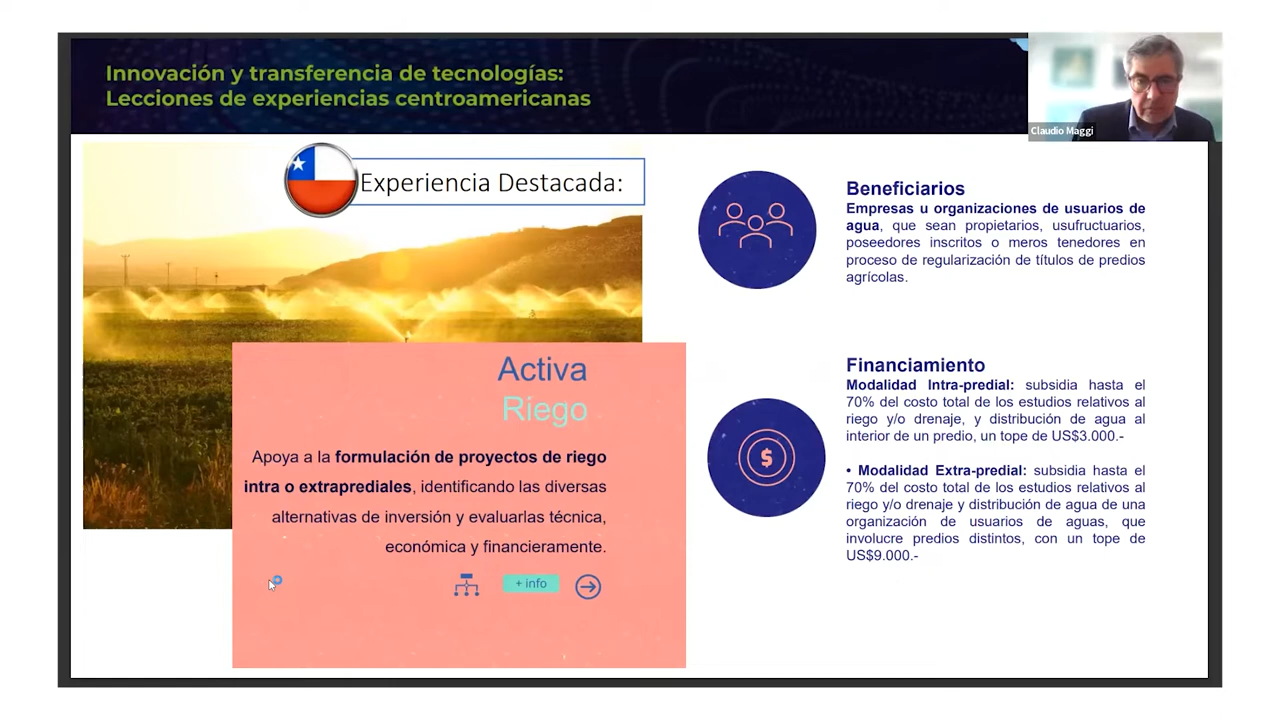 Innovación y transferencia de tecnologías:
Lecciones de experiencias centroamericanas
Claudio Maggi
Experiencia Destacada:
Activa
Riego
Apoya a la formulación de proyectos de riego
intra o extraprediales, identificando las diversas
alternativas de inversión y evaluarlas técnica,
económica y financieramente.
+ info
Beneficiarios
Empresas u organizaciones de usuarios de
agua, que sean propietarios, usufructuarios,
poseedores inscritos o meros tenedores en
proceso de regularización de títulos de predios
agrícolas.
$
Financiamiento
Modalidad Intra-predial: subsidia hasta el
70% del costo total de los estudios relativos al
riego y/o drenaje, y distribución de agua al
interior de un predio, un tope de US$3.000.-
• Modalidad Extra-predial: subsidia hasta el
70% del costo total de los estudios relativos al
riego y/o drenaje y distribución de agua de una
organización de usuarios de aguas, que
involucre predios distintos, con un tope de
US$9.000.-